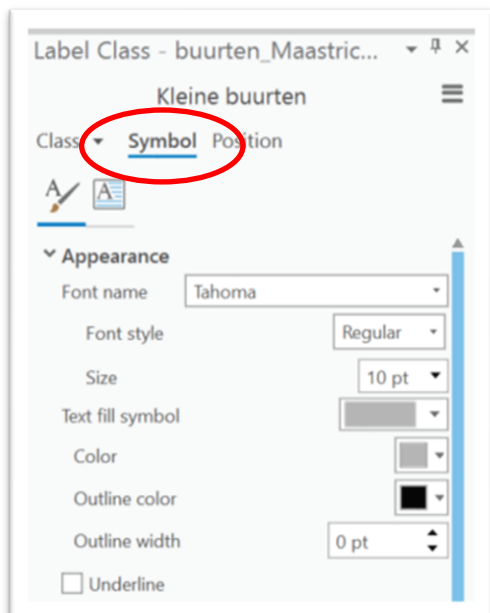 Label Class - buurten_Maastric...
Kleine buurten
Class Symbol Position
Appearance
Font name Tahoma
Font style Regular
Size 10 pt
Text fill symbol
Color
Outline color
Outline width 0 pt
Underline